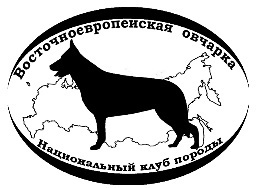 Восточноевропейская овчарка
Национальный клуб породы